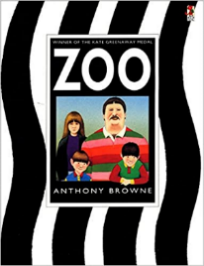 WINNER OF THE KATE GREENAWAY MEDAL
ZOO
ANTHONY BROWNE